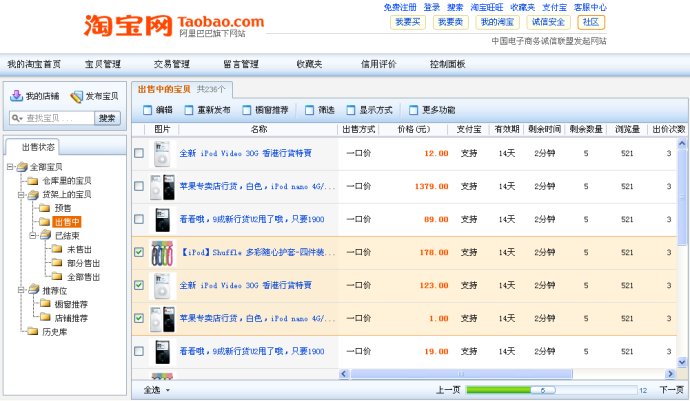 淘宝网 Taobao.com
阿里巴巴旗下网站
免费注册 登录 搜索 淘宝旺旺 收藏夹 支付宝 客服中心
我要买 我要卖 我的淘宝 诚信安全 社区
中国电子商务诚信联盟发起网站
我的淘宝首页 宝贝管理 交易管理 留言管理 收藏夹 信用评价 控制面板
我的店铺 发布宝贝
查找宝贝 ... 搜索
出售状态
全部宝贝
仓库里的宝贝
货架上的宝贝
预售
出售中
已结束
未售出
部分售出
全部售出
推荐位
橱窗推荐
店铺推荐
历史库
出售中的宝贝 共236个
编辑 重新发布 橱窗推荐 筛选 显示方式 更多功能
图片 名称 出售方式 价格(元) 支付宝 有效期 剩余时间 剩余数量 浏览量 出价次数
全新 iPod Video 30G 香港行货特賣 一口价 12.00 支持 14天 2分钟 5 521 3
苹果专卖店行货,白色,iPod nano 4G/... 一口价 1379.00 支持 14天 2分钟 5 521 3
看看哦,9成新行货U2甩了哦,只要1900 一口价 89.00 支持 14天 2分钟 5 521 3
【iPod】Shuffle 多彩随心护套-四件装... 一口价 178.00 支持 14天 2分钟 5 521 3
全新 iPod Video 30G 香港行货特賣 一口价 123.00 支持 14天 2分钟 5 521 3
苹果专卖店行货,白色,iPod nano 4G/... 一口价 1.00 支持 14天 2分钟 5 521 3
看看哦,9成新行货U2甩了哦,只要1900 一口价 19.00 支持 14天 2分钟 5 521 3
全选 上一页 5 12 下一页